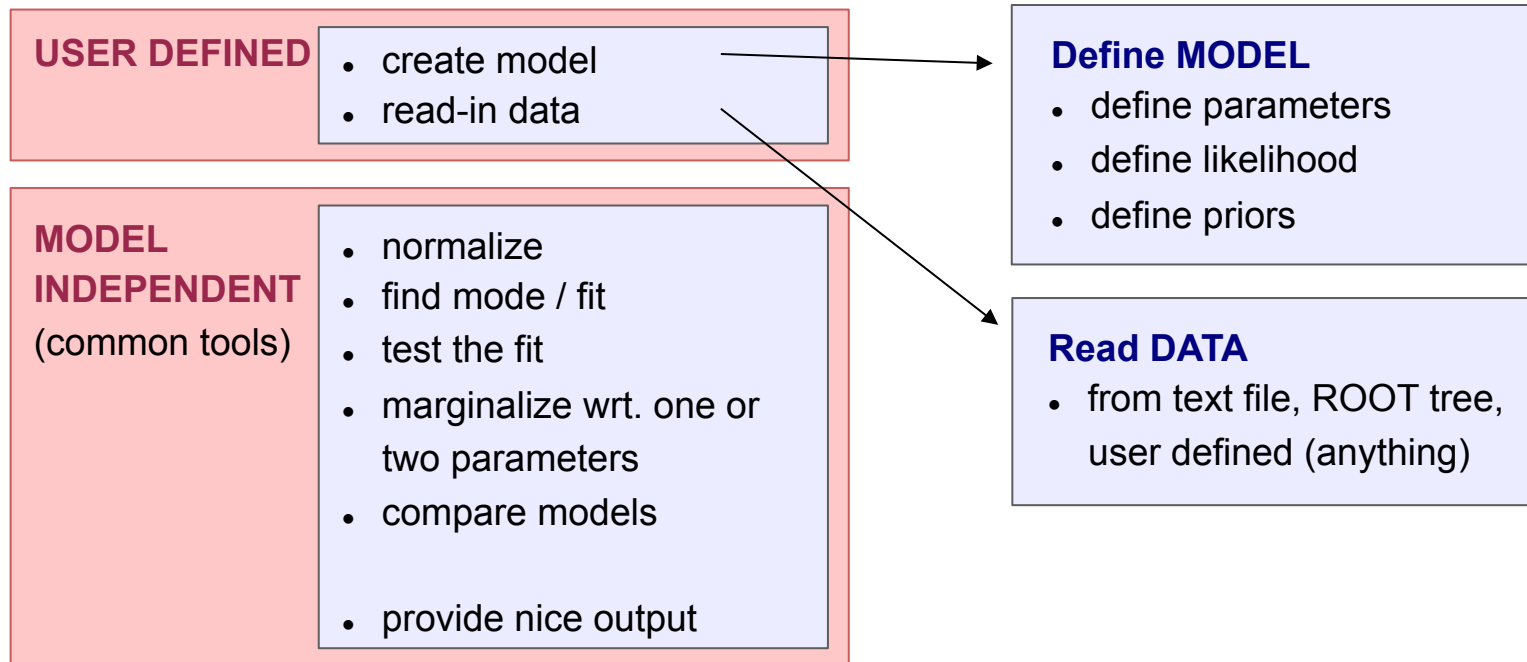 USER DEFINED
• create model
• read-in data
MODEL
INDEPENDENT
(common tools)
• normalize
• find mode / fit
• test the fit
• marginalize wrt. one or
two parameters
• compare models
• provide nice output
Define MODEL
• define parameters
• define likelihood
• define priors
Read DATA
• from text file, ROOT tree,
user defined (anything)